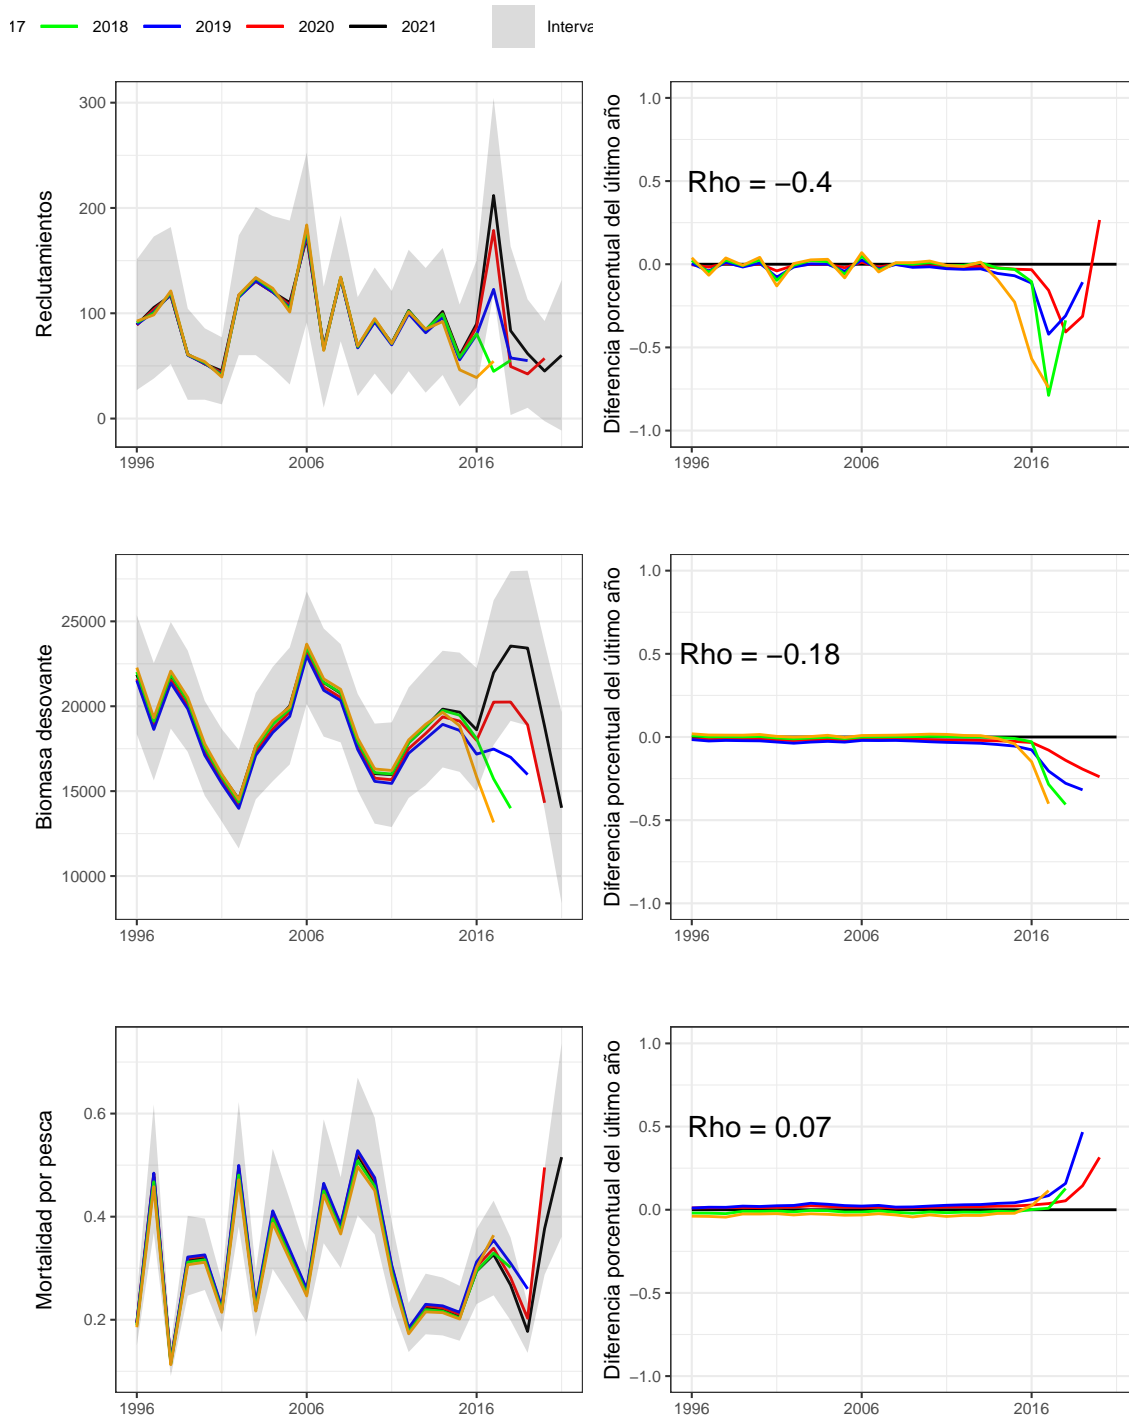 17 2018 2019 2020 2021 Interva
Reclutamientos
300
200
100
0
1996 2006 2016
Diferencia porcentual del último año
1.0
0.5
0.0
−0.5
−1.0
Rho = −0.4
1996 2006 2016
Biomasa desovante
25000
20000
15000
10000
1996 2006 2016
Diferencia porcentual del último año
1.0
0.5
0.0
−0.5
−1.0
Rho = −0.18
1996 2006 2016
Mortalidad por pesca
0.6
0.4
0.2
1996 2006 2016
Diferencia porcentual del último año
1.0
0.5
0.0
−0.5
−1.0
Rho = 0.07
1996 2006 2016